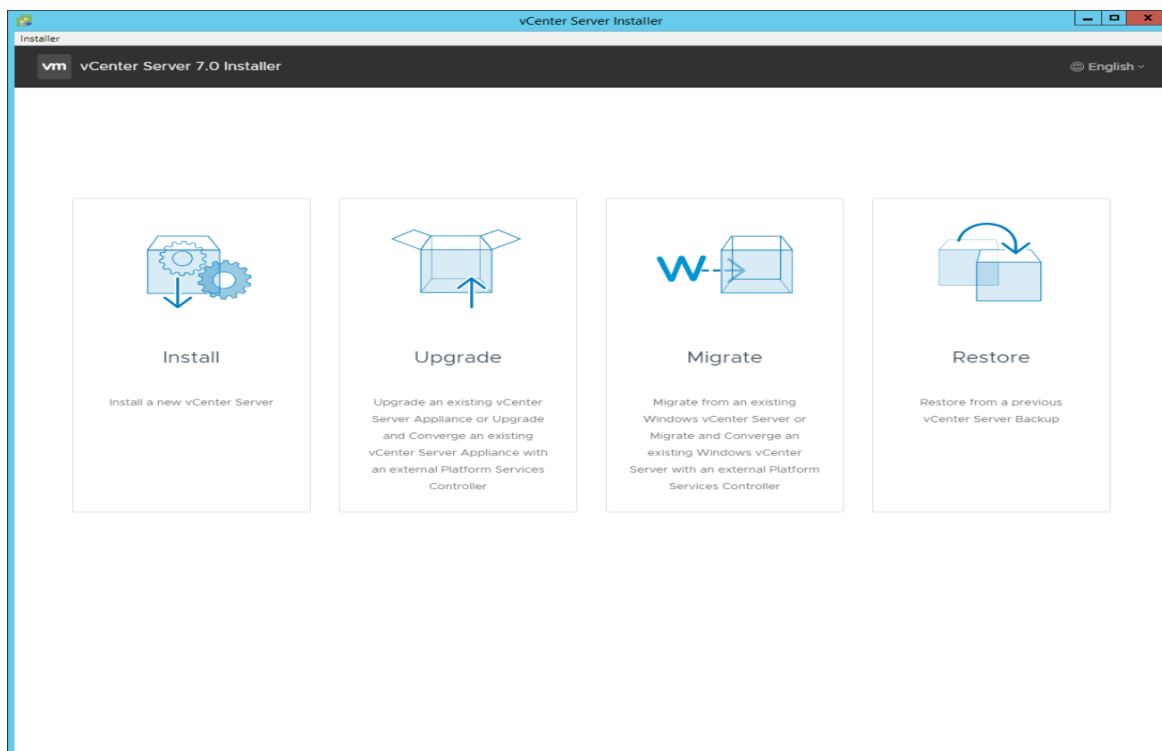 vCenter Server Installer
Installer
vm vCenter Server 7.0 Installer
English
Install
Install a new vCenter Server
Upgrade
Upgrade an existing vCenter
Server Appliance or Upgrade
and Converge an existing
vCenter Server Appliance with
an external Platform Services
Controller
W
Migrate
Migrate from an existing
Windows vCenter Server or
Migrate and Converge an
existing Windows vCenter
Server with an external Platform
Services Controller
Restore
Restore from a previous
vCenter Server Backup